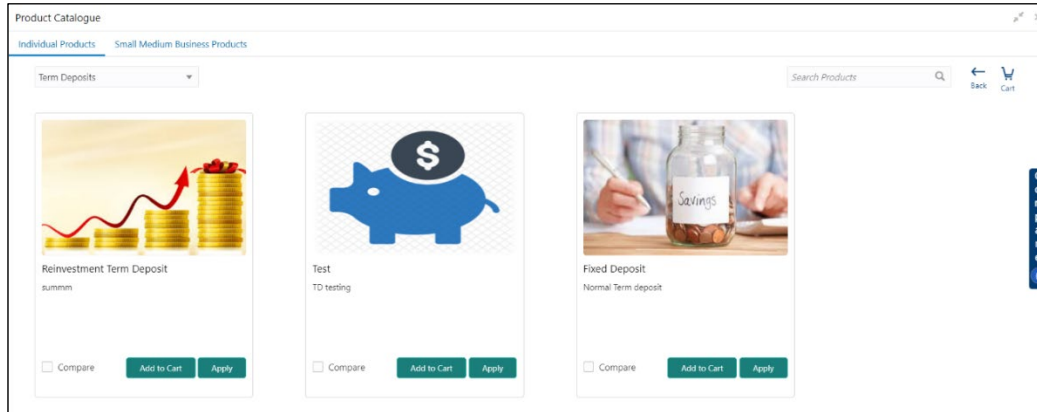 Product Catalogue
Individual Products Small Medium Business Products
Term Deposits Search Products
Back Cart
$
Savings
Reinvestment Term Deposit Test Fixed Deposit
summm TD testing Normal Term deposit
Compare Add to Cart Apply Compare Add to Cart Apply Compare Add to Cart Apply